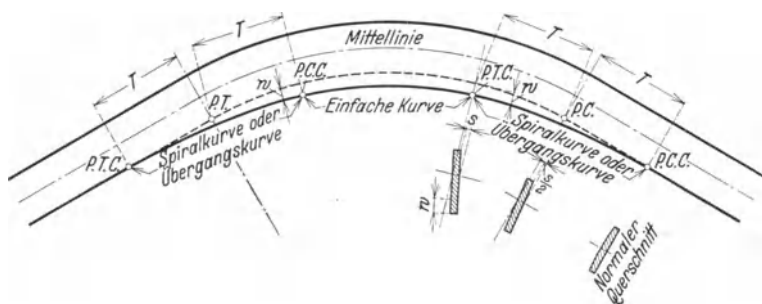 T
T
T
T
Mittellinie
P.C.C.
P.T.C.
P.T.
w
w
P.C.
Einfache Kurve
P.T.C.
Spiralkurve oder
Übergangskurve
S
Spiralkurve oder
Übergangskurve
P.C.C.
w
S/2
Normaler
Querschnitt